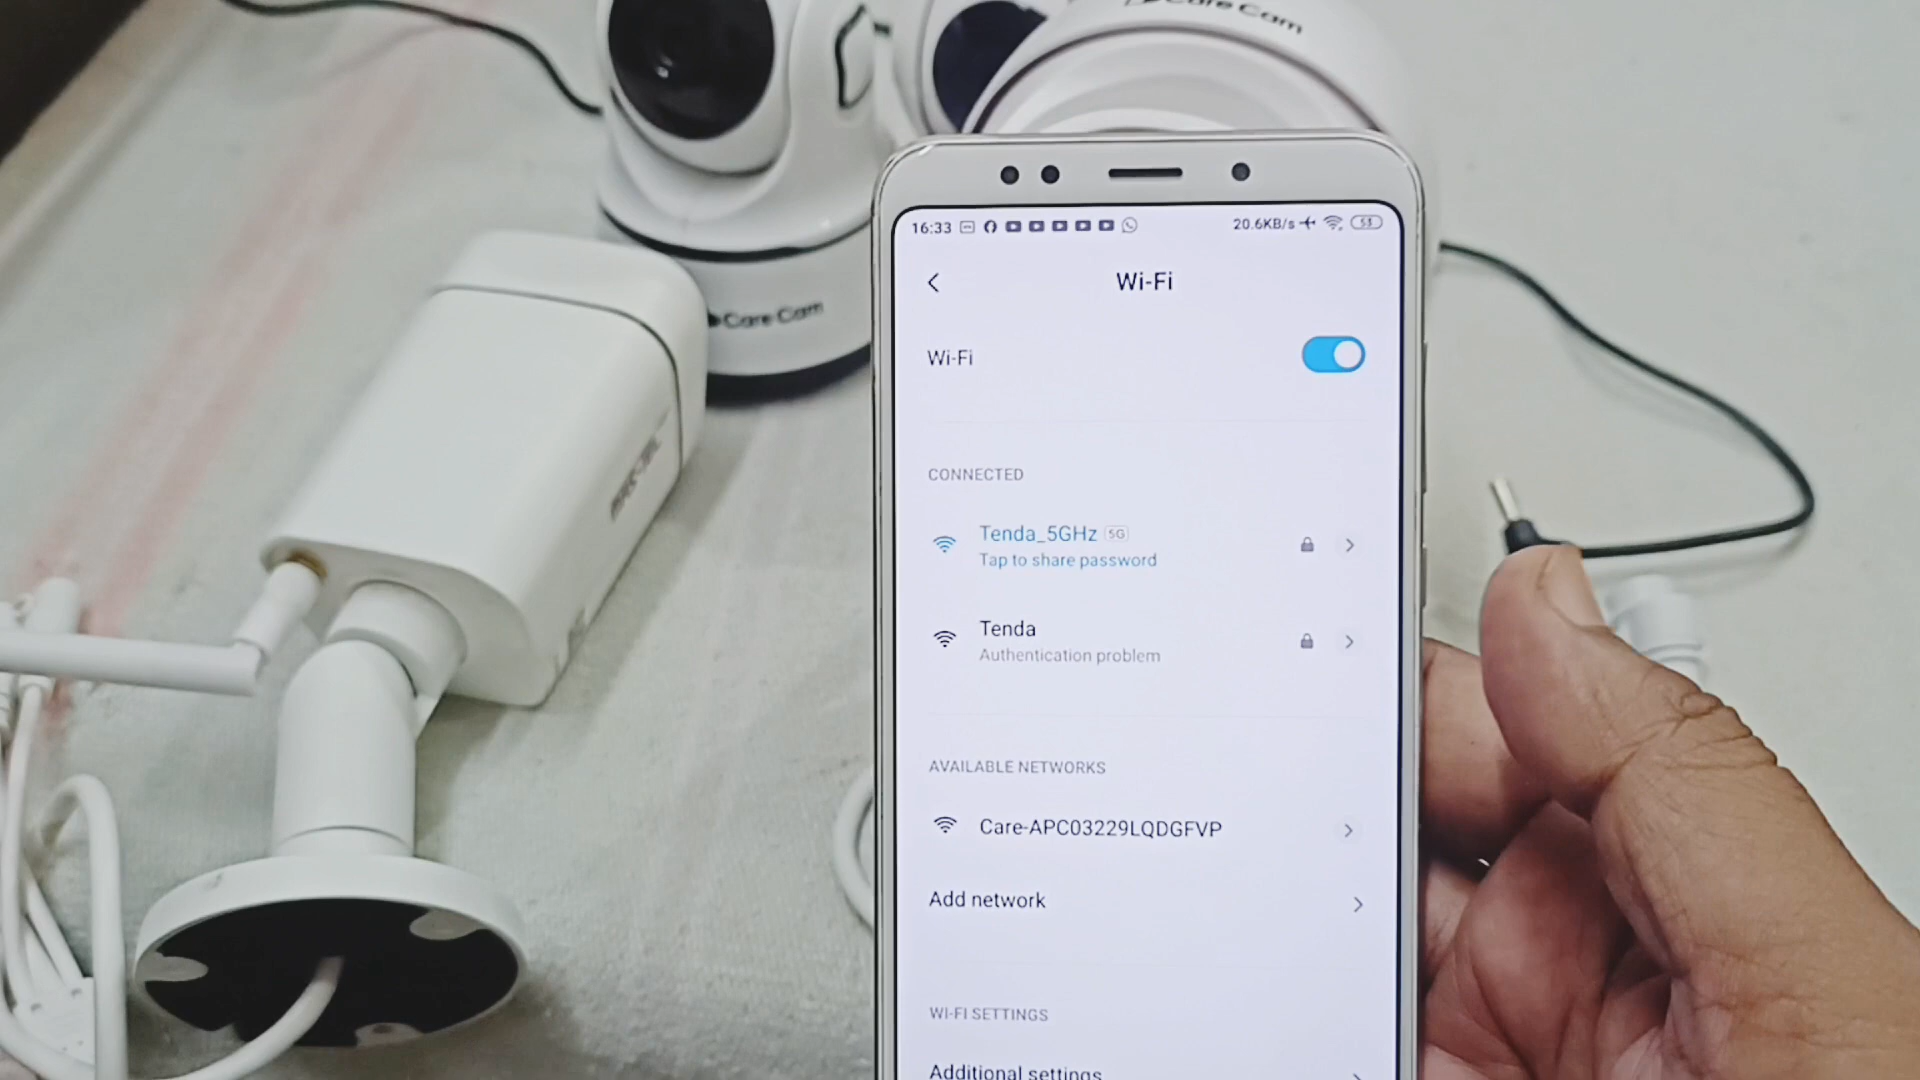 Care Cam
Care Cam
16:33
20.6KB/s
53
Wi-Fi
Wi-Fi
CONNECTED
Tenda_5GHz 5G
Tap to share password
Tenda
Authentication problem
AVAILABLE NETWORKS
Care-APC03229LQDGFVP
Add network
WI-FI SETTINGS
Additional settings